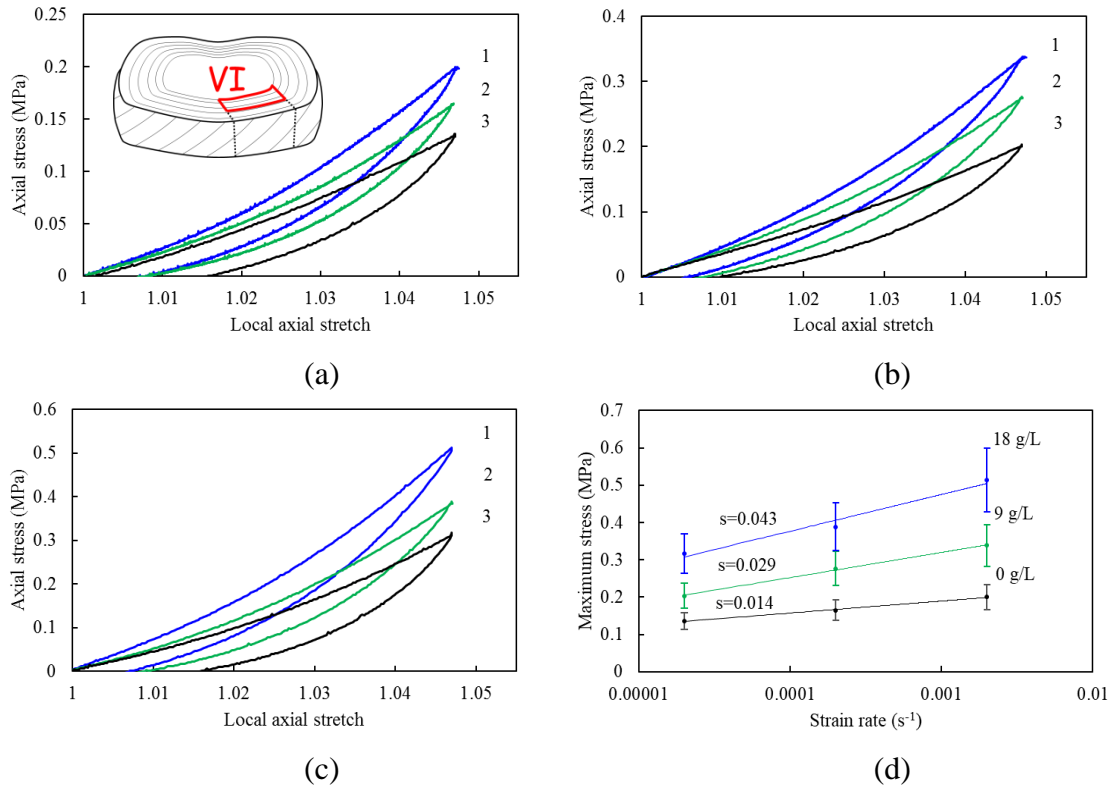 0.25
0.2
0.15
0.1
0.05
0
Axial stress (MPa)
VI
1
2
3
1 1.01 1.02 1.03 1.04 1.05
Local axial stretch
(a)
0.4
0.3
0.2
0.1
0
Axial stress (MPa)
1
2
3
1 1.01 1.02 1.03 1.04 1.05
Local axial stretch
(b)
0.6
0.5
0.4
0.3
0.2
0.1
0
Axial stress (MPa)
1
2
3
1 1.01 1.02 1.03 1.04 1.05
Local axial stretch
(c)
0.7
0.6
0.5
0.4
0.3
0.2
0.1
0
Maximum stress (MPa)
18 g/L
s=0.043
9 g/L
s=0.029
0 g/L
s=0.014
0.00001 0.0001 0.001 0.01
Strain rate (s⁻¹)
(d)